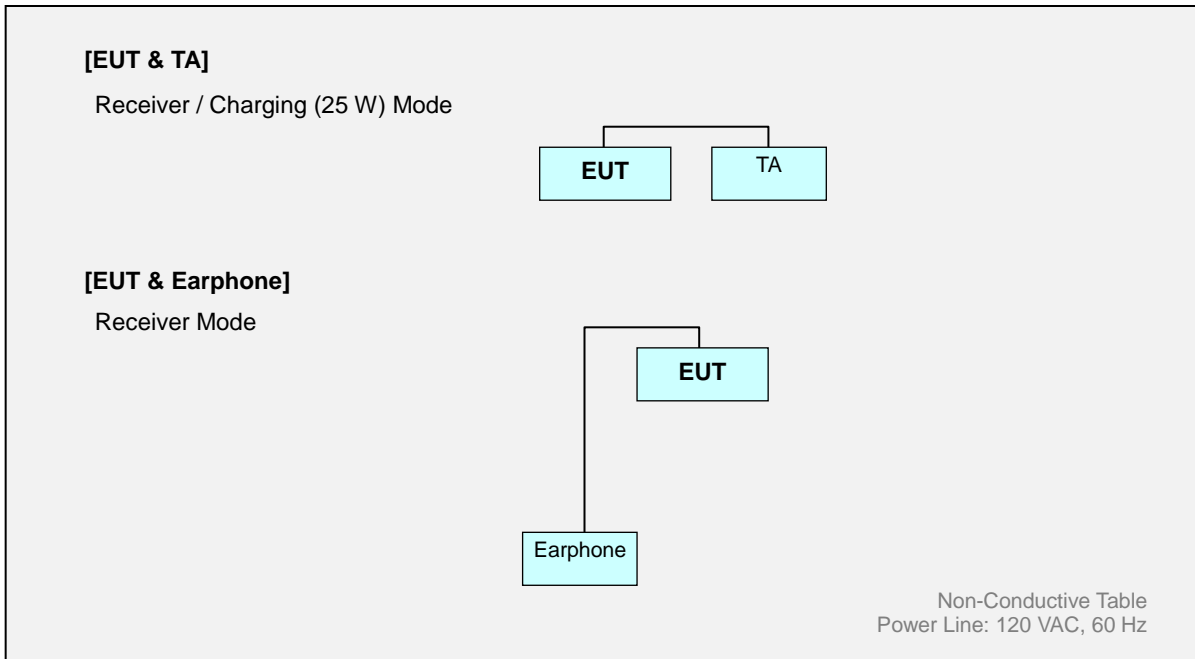 [EUT & TA]
Receiver / Charging (25 W) Mode
EUT
TA
[EUT & Earphone]
Receiver Mode
EUT
Earphone
Non-Conductive Table
Power Line: 120 VAC, 60 Hz